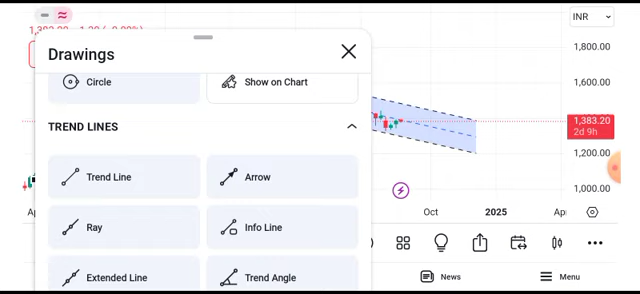 INR
Drawings
1,800.00
Circle
Show on Chart
1,600.00
TREND LINES
1,383.20
2d 9h
Trend Line
Arrow
1,200.00
1,000.00
Oct
2025
Ray
Info Line
News
Menu
Extended Line
Trend Angle